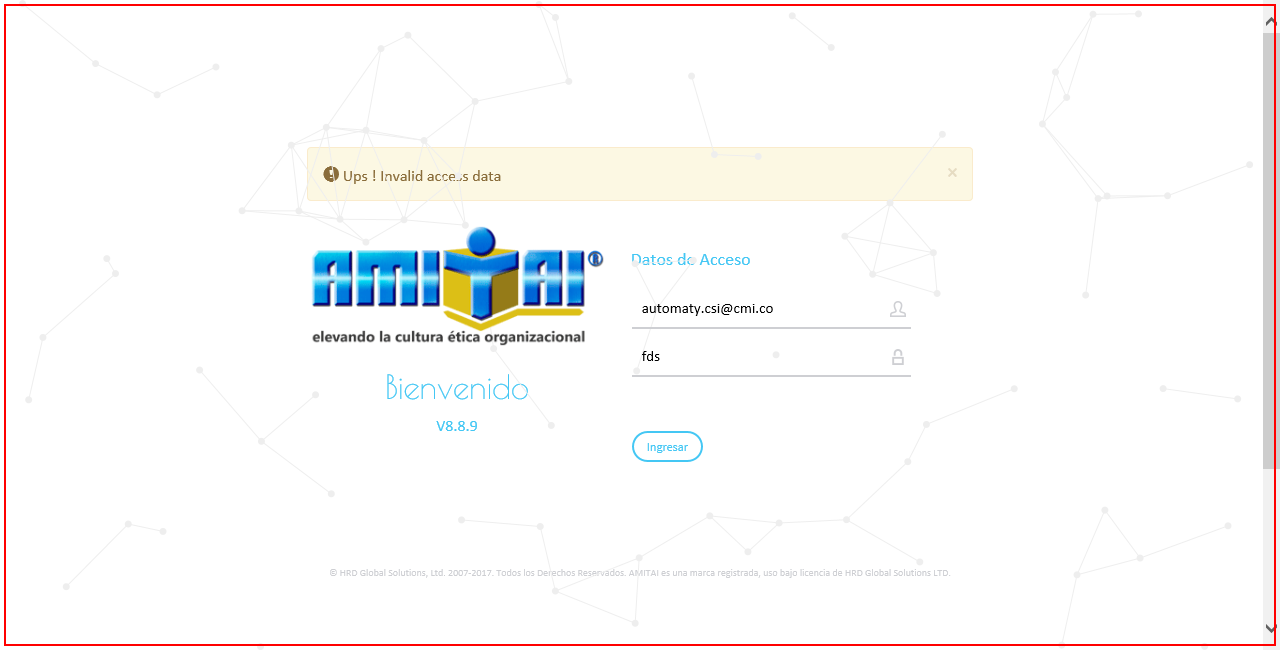 Ups ! Invalid access data
×
AMITAI®
elevando la cultura ética organizacional
Bienvenido
V8.8.9
Datos de Acceso
automaty.csi@cmi.co
fds
Ingresar
© HRD Global Solutions, Ltd. 2007-2017. Todos los Derechos Reservados. AMITAI es una marca registrada, uso bajo licencia de HRD Global Solutions LTD.